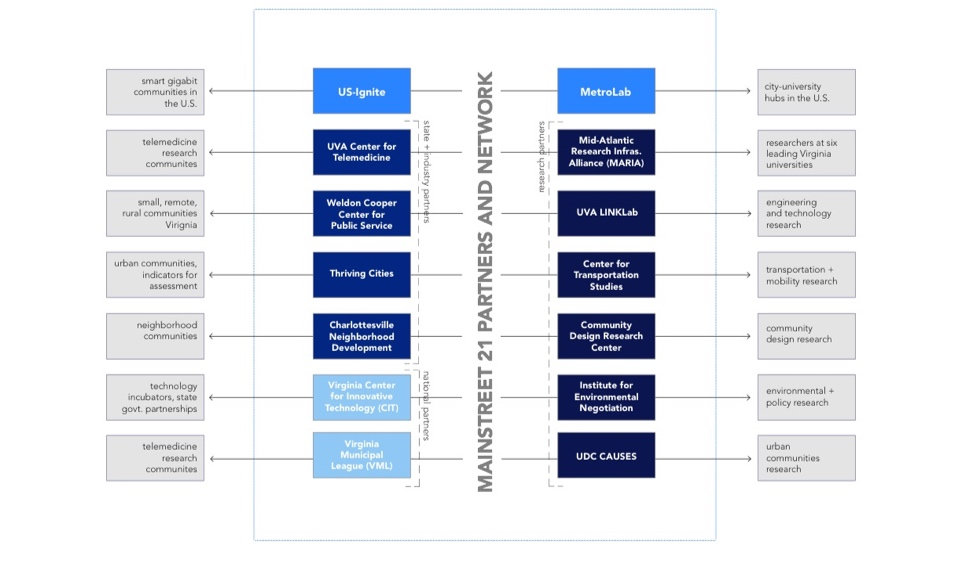 smart gigabit
communities in
the U.S.
US-Ignite
MetroLab
city-university
hubs in the U.S.
telemedicine
research
communites
UVA Center for
Telemedicine
Mid-Atlantic
Research Infras.
Alliance (MARIA)
researchers at six
leading Virginia
universities
small, remote,
rural communities
Virignia
Weldon Cooper
Center for
Public Service
UVA LINKLab
engineering
and technology
research
urban communities,
indicators for
assessment
Thriving Cities
Center for
Transportation
Studies
transportation +
mobility research
neighborhood
communities
Charlottesville
Neighborhood
Development
Community
Design Research
Center
community
design research
technology
incubators, state
govt. partnerships
Virginia Center
for Innovative
Technology (CIT)
Institute for
Environmental
Negotiation
environmental +
policy research
telemedicine
research
communites
Virginia
Municipal
League (VML)
UDC CAUSES
urban
communities
research
state + industry partners
national partners
MAINSTREET 21 PARTNERS AND NETWORK
research partners